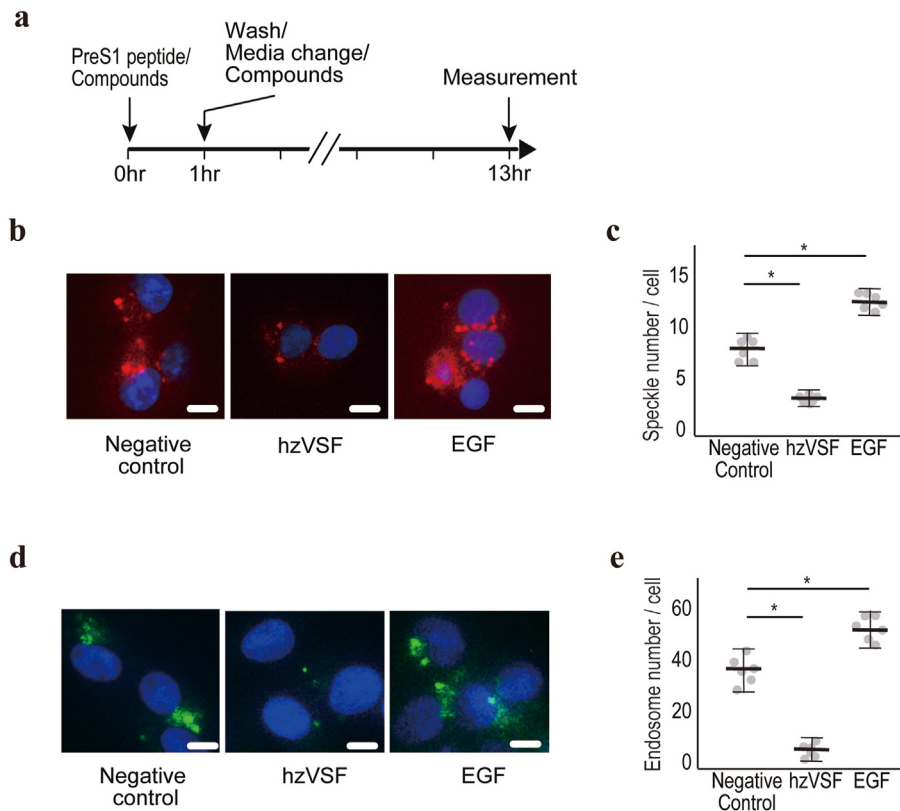 a
PreS1 peptide/
Compounds
Wash/
Media change/
Compounds
Measurement
0hr
1hr
13hr
b
Negative
control
hzVSF
EGF
c
*
*
Speckle number / cell
15
10
5
0
Negative
Control
hzVSF
EGF
d
Negative
control
hzVSF
EGF
e
*
*
Endosome number / cell
60
40
20
0
Negative
Control
hzVSF
EGF